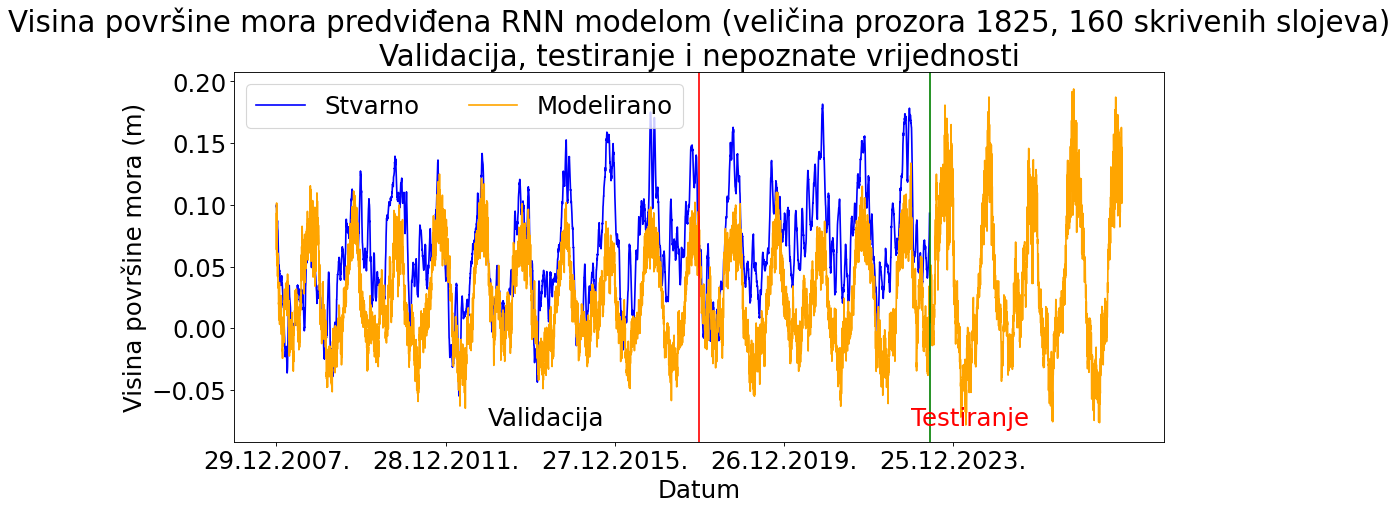 Visina površine mora predviđena RNN modelom (veličina prozora 1825, 160 skrivenih slojeva)
Validacija, testiranje i nepoznate vrijednosti
Stvarno
Modelirano
Visina površine mora (m)
0.20
0.15
0.10
0.05
0.00
−0.05
Validacija
Testiranje
29.12.2007.
28.12.2011.
27.12.2015.
26.12.2019.
25.12.2023.
Datum